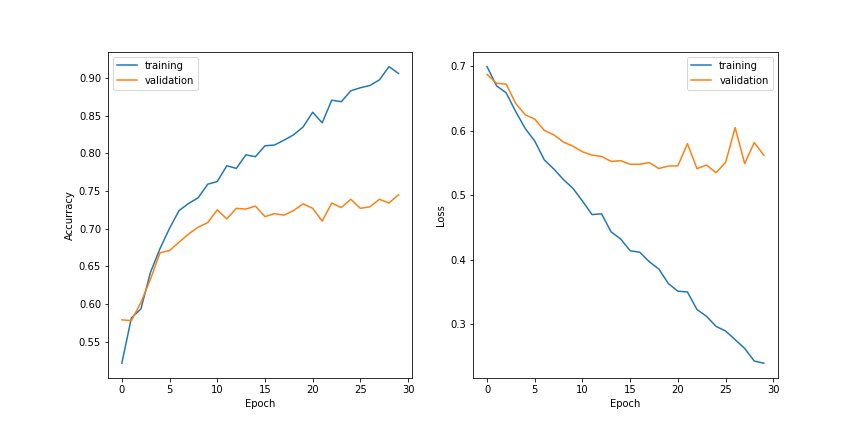 training
validation
0.90
0.85
0.80
0.75
0.70
0.65
0.60
0.55
Accurracy
0 5 10 15 20 25 30
Epoch
training
validation
0.7
0.6
0.5
0.4
0.3
Loss
0 5 10 15 20 25 30
Epoch